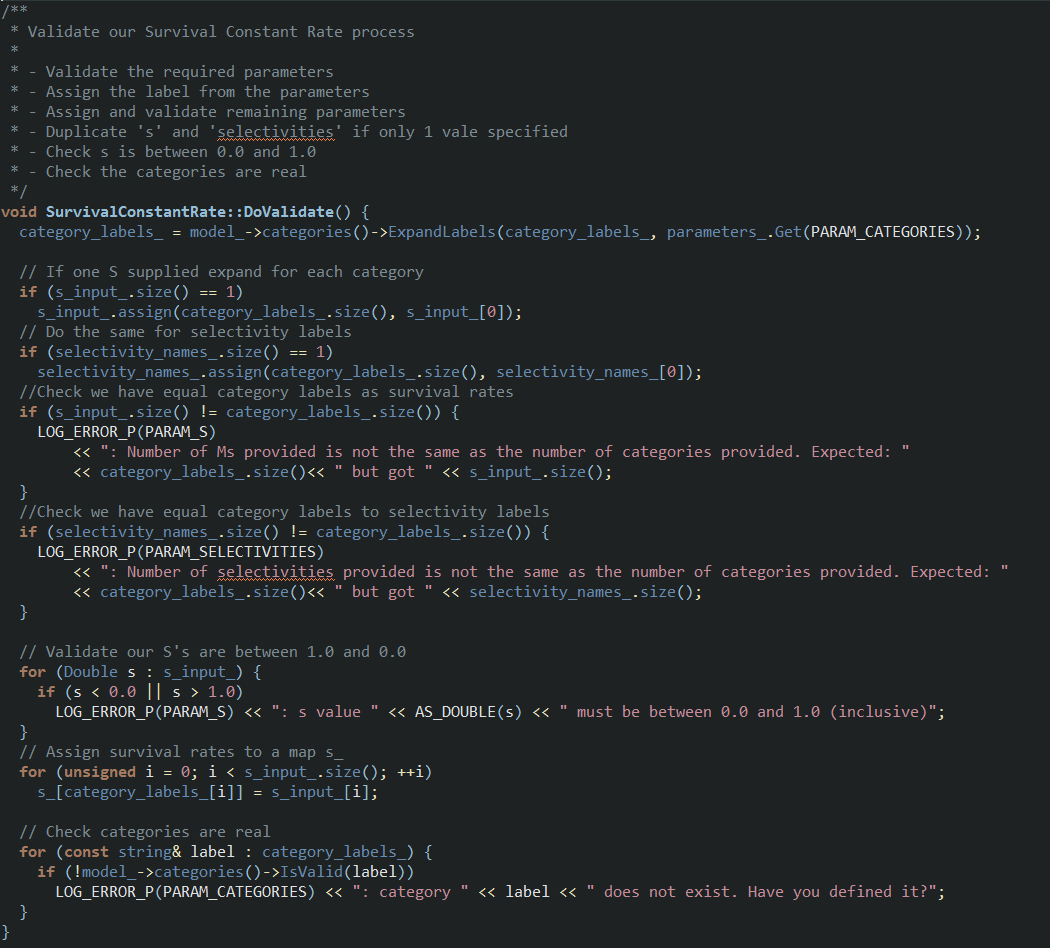 /**
 * Validate our Survival Constant Rate process
 *
 * - Validate the required parameters
 * - Assign the label from the parameters
 * - Assign and validate remaining parameters
 * - Duplicate 's' and 'selectivities' if only 1 vale specified
 * - Check s is between 0.0 and 1.0
 * - Check the categories are real
 */
void SurvivalConstantRate::DoValidate() {
  category_labels_ = model_->categories()->ExpandLabels(category_labels_, parameters_.Get(PARAM_CATEGORIES));

  // If one S supplied expand for each category
  if (s_input_.size() == 1)
    s_input_.assign(category_labels_.size(), s_input_[0]);
  // Do the same for selectivity labels
  if (selectivity_names_.size() == 1)
    selectivity_names_.assign(category_labels_.size(), selectivity_names_[0]);
  //Check we have equal category labels as survival rates
  if (s_input_.size() != category_labels_.size()) {
    LOG_ERROR_P(PARAM_S)
        << ": Number of Ms provided is not the same as the number of categories provided. Expected: "
        << category_labels_.size()<< " but got " << s_input_.size();
  }
  //Check we have equal category labels to selectivity labels
  if (selectivity_names_.size() != category_labels_.size()) {
    LOG_ERROR_P(PARAM_SELECTIVITIES)
        << ": Number of selectivities provided is not the same as the number of categories provided. Expected: "
        << category_labels_.size()<< " but got " << selectivity_names_.size();
  }

  // Validate our S's are between 1.0 and 0.0
  for (Double s : s_input_) {
    if (s < 0.0 || s > 1.0)
      LOG_ERROR_P(PARAM_S) << ": s value " << AS_DOUBLE(s) << " must be between 0.0 and 1.0 (inclusive)";
  }
  // Assign survival rates to a map s_
  for (unsigned i = 0; i < s_input_.size(); ++i)
    s_[category_labels_[i]] = s_input_[i];

  // Check categories are real
  for (const string& label : category_labels_) {
    if (!model_->categories()->IsValid(label))
      LOG_ERROR_P(PARAM_CATEGORIES) << ": category " << label << " does not exist. Have you defined it?";
  }
}